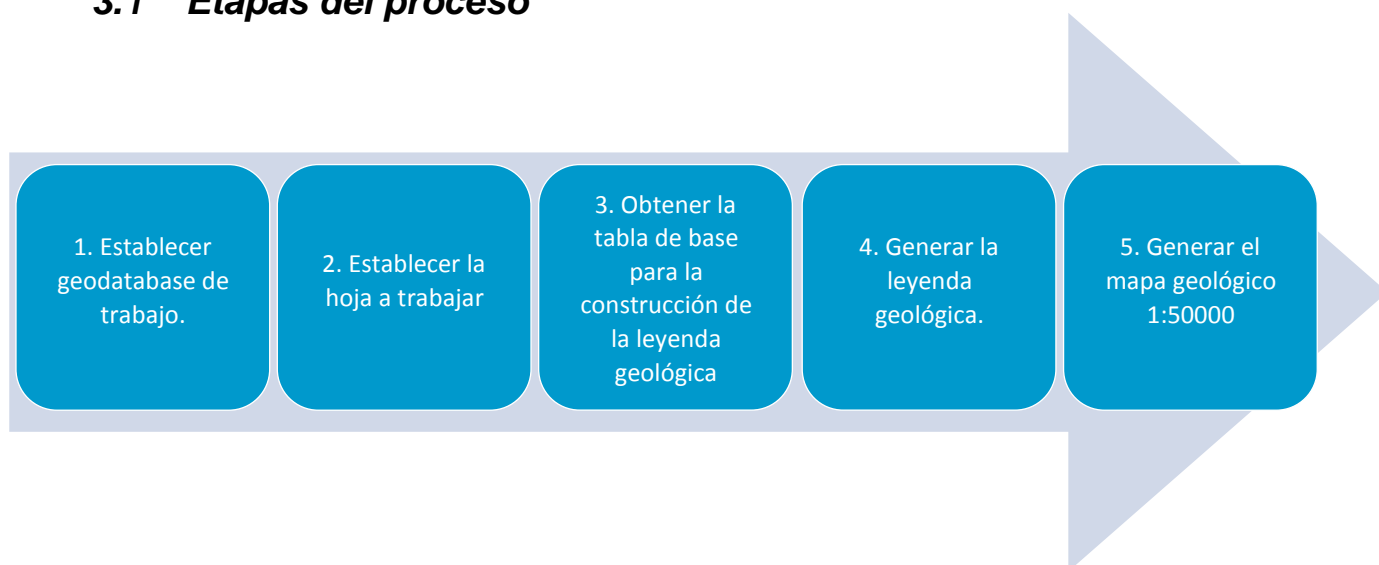 3.1 Etapas del proceso
1. Establecer
geodatabase de
trabajo.
2. Establecer la
hoja a trabajar
3. Obtener la
tabla de base
para la
construcción de
la leyenda
geológica
4. Generar la
leyenda
geológica.
5. Generar el
mapa geológico
1:50000